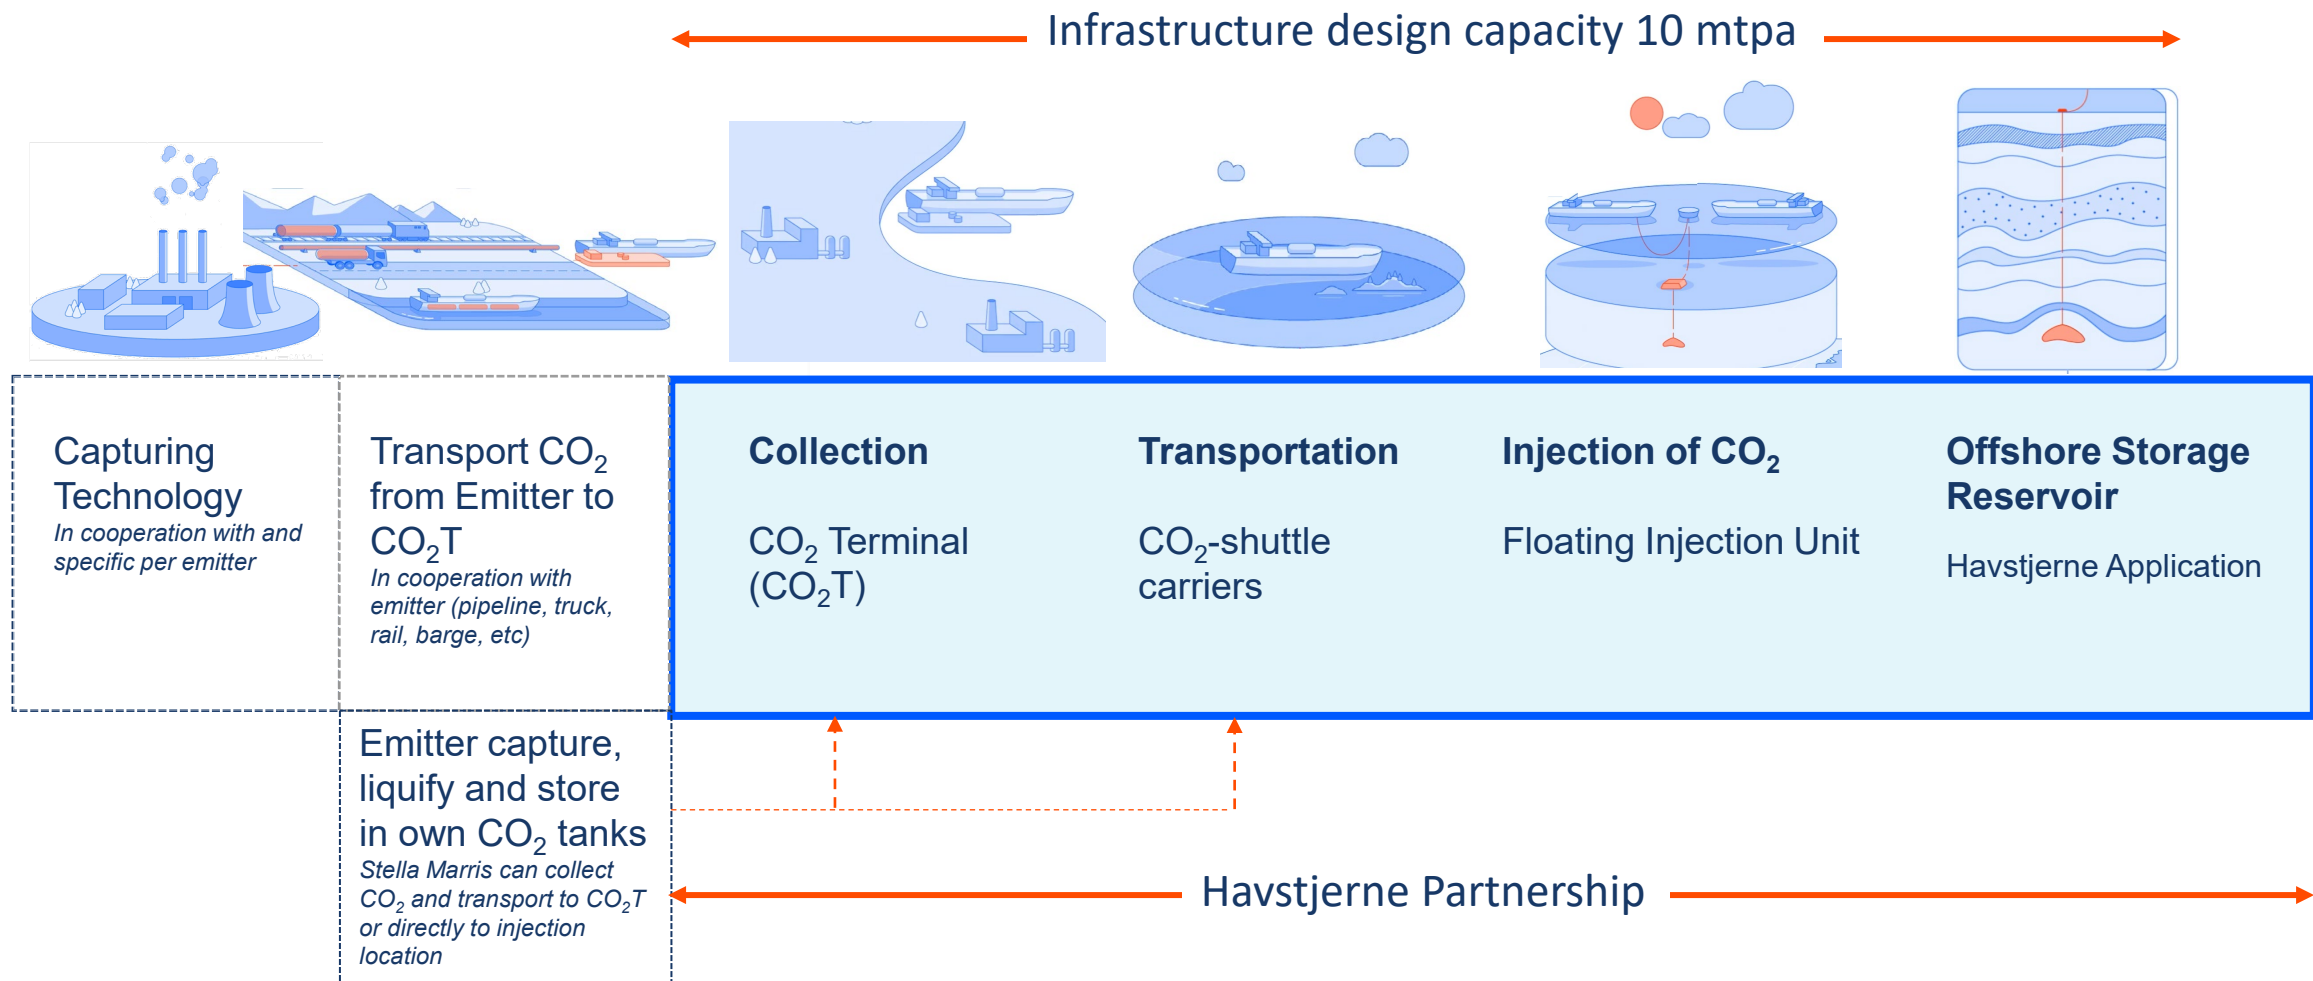 Infrastructure design capacity 10 mtpa
Capturing
Technology
In cooperation with and
specific per emitter
Transport CO₂
from Emitter to
CO₂T
In cooperation with
emitter (pipeline, truck,
rail, barge, etc)
Collection
CO₂ Terminal
(CO₂T)
Transportation
CO₂-shuttle
carriers
Injection of CO₂
Floating Injection Unit
Offshore Storage
Reservoir
Havstjerne Application
Emitter capture,
liquify and store
in own CO₂ tanks
Stella Marris can collect
CO₂ and transport to CO₂T
or directly to injection
location
Havstjerne Partnership